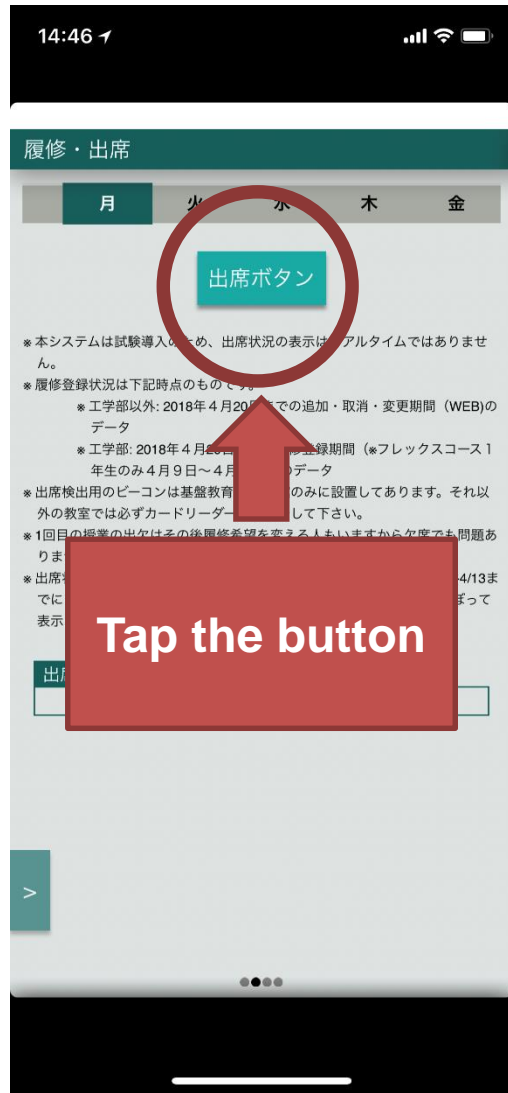 14:46
履修・出席
月 火 水 木 金
出席ボタン
※本システムは試験導入のため、出席状況の表示は アルタイムではありませ
ん。
※履修登録状況は下記時点のものです。
※工学部以外: 2018年4月20日までの追加・取消・変更期間（WEB)の
データ
※工学部: 2018年4月 録期間（※フレックスコース1
年生のみ4月9日〜4月 のデータ
※出席検出用のビーコンは基盤教育 のみに設置してあります。それ以
外の教室では必ずカードリーダー して下さい。
※1回目の授業の出欠はその後履修希望を変える人もいますから欠席でも問題あ
りま
※出席 -4/13ま
でに ぼって
表示
Tap the button
出席
>